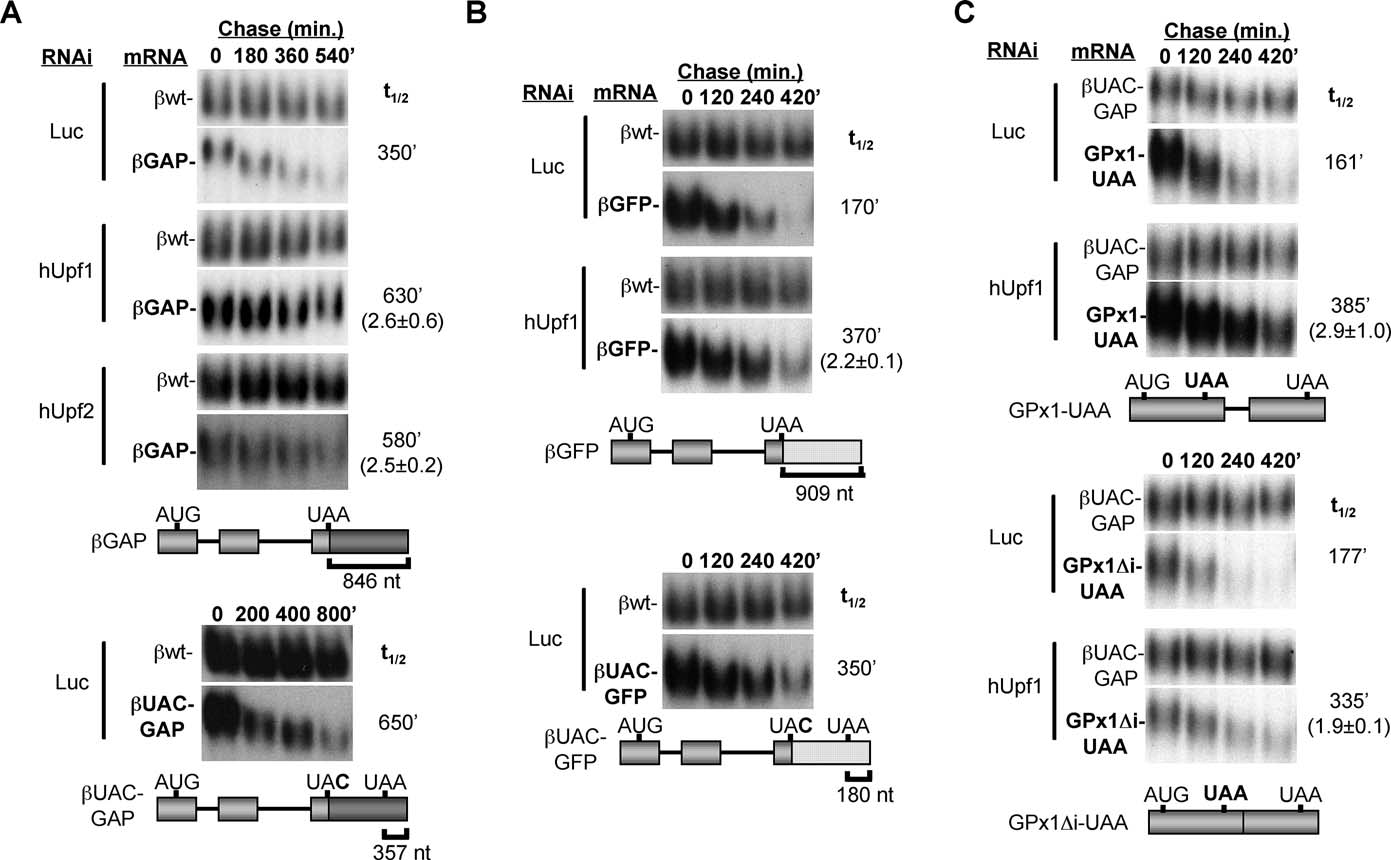 A
Chase (min.)
RNAi mRNA 0 180 360 540’
Luc
βwt-
t1/2
βGAP-
350’
hUpf1
βwt-
βGAP-
630’
(2.6±0.6)
hUpf2
βwt-
βGAP-
580’
(2.5±0.2)
AUG UAA
βGAP
846 nt
0 200 400 800’
Luc
βwt-
t1/2
βUAC-
GAP
650’
AUG UAC UAA
βUAC-
GAP
357 nt
B
Chase (min.)
RNAi mRNA 0 120 240 420’
Luc
βwt-
t1/2
βGFP-
170’
hUpf1
βwt-
βGFP-
370’
(2.2±0.1)
AUG UAA
βGFP
909 nt
0 120 240 420’
Luc
βwt-
t1/2
βUAC-
GFP
350’
AUG UAC UAA
βUAC-
GFP
180 nt
C
Chase (min.)
RNAi mRNA 0 120 240 420’
Luc
βUAC-
GAP
t1/2
GPx1-
UAA
161’
hUpf1
βUAC-
GAP
GPx1-
UAA
385’
(2.9±1.0)
AUG UAA UAA
GPx1-UAA
0 120 240 420’
Luc
βUAC-
GAP
t1/2
GPx1Δi-
UAA
177’
hUpf1
βUAC-
GAP
GPx1Δi-
UAA
335’
(1.9±0.1)
AUG UAA UAA
GPx1Δi-UAA